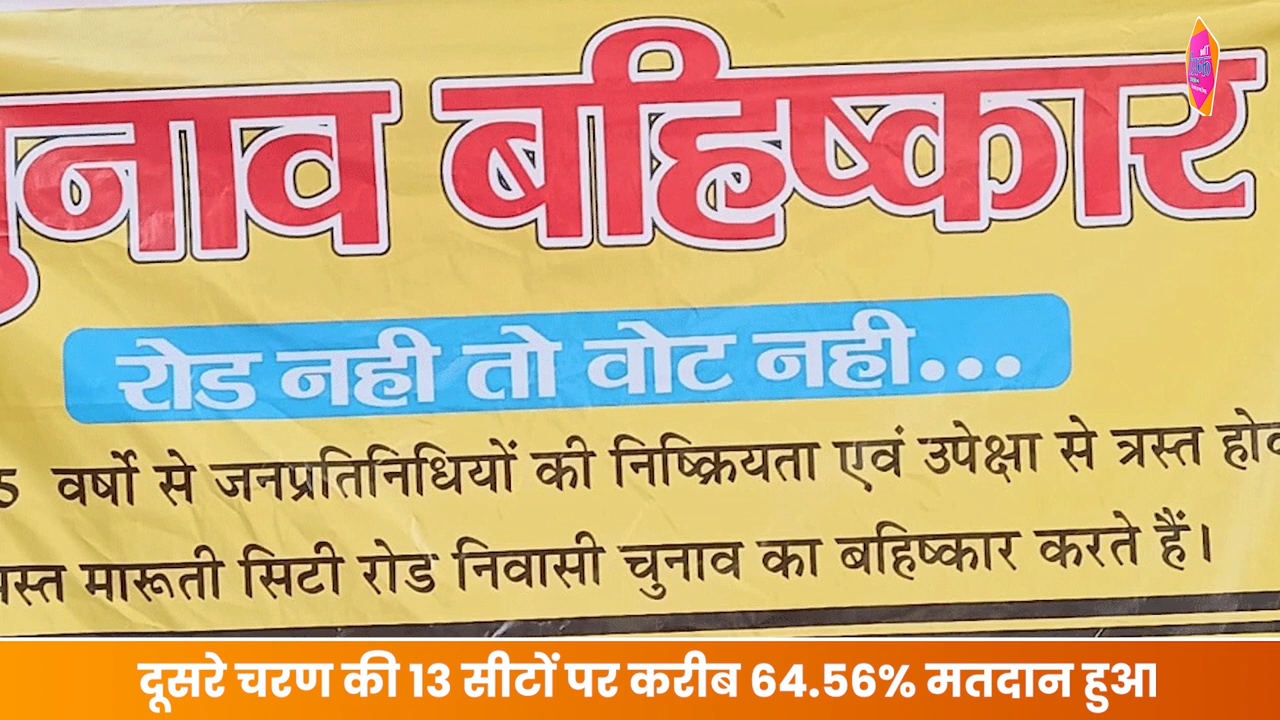 चुनाव बहिष्कार
रोड नही तो वोट नही...
5 वर्षो से जनप्रतिनिधियों की निष्क्रियता एवं उपेक्षा से त्रस्त
मारूती सिटी रोड निवासी चुनाव का बहिष्कार करते हैं।
दूसरे चरण की 13 सीटों पर करीब 64.56% मतदान हुआ